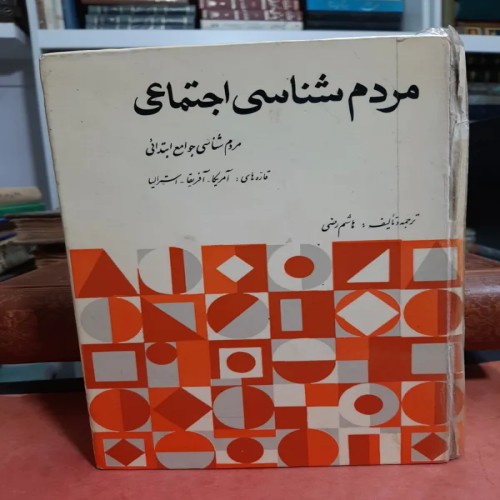 مردم شناسی اجتماعی
مردم شناسی جوامع ابتدائی
قاره های: آمریکا - آفریقا - استرالیا
ترجمه و تألیف: هاشم رضی